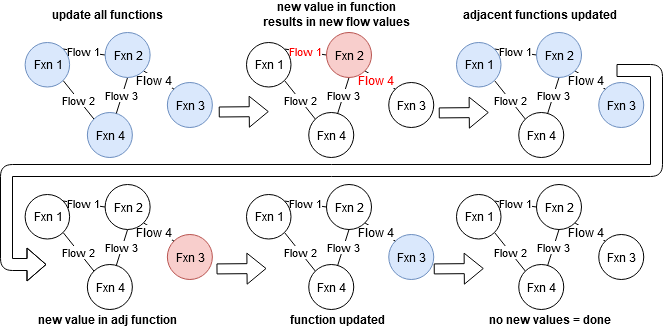 update all functions
new value in function
results in new flow values
adjacent functions updated
Fxn 1
Flow 1
Fxn 2
Flow 4
Flow 2
Flow 3
Fxn 3
Fxn 4
Fxn 1
Flow 1
Fxn 2
Flow 4
Flow 2
Flow 3
Fxn 3
Fxn 4
Fxn 1
Flow 1
Fxn 2
Flow 4
Flow 2
Flow 3
Fxn 3
Fxn 4
Fxn 1
Flow 1
Fxn 2
Flow 4
Flow 2
Flow 3
Fxn 3
Fxn 4
Fxn 1
Flow 1
Fxn 2
Flow 4
Flow 2
Flow 3
Fxn 3
Fxn 4
Fxn 1
Flow 1
Fxn 2
Flow 4
Flow 2
Flow 3
Fxn 3
Fxn 4
new value in adj function
function updated
no new values = done